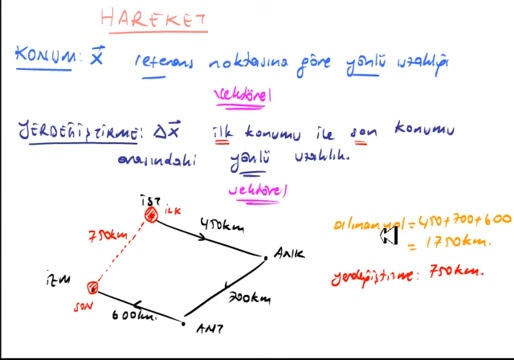 HAREKET
KONUM: x⃗ referans noktasına göre yönlü uzaklığı
vektörel
YERDEĞİŞTİRME: Δx⃗ ilk konumu ile son konumu
arasındaki yönlü uzaklık.
vektörel
İST
İLK
450km
750km
ANK
alınan yol = 450+700+600
= 1750km.
İZM
SON
700km
yerdeğiştirme: 750km.
600km
ANT